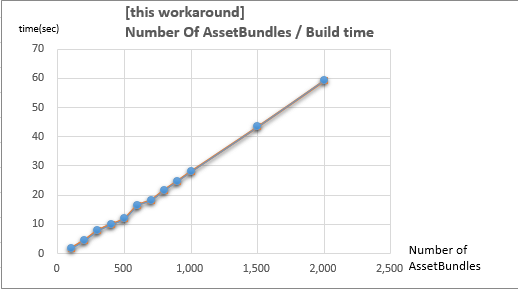 [this workaround]
Number Of AssetBundles / Build time
time(sec)
70
60
50
40
30
20
10
0
0 500 1,000 1,500 2,000 2,500
Number of
AssetBundles